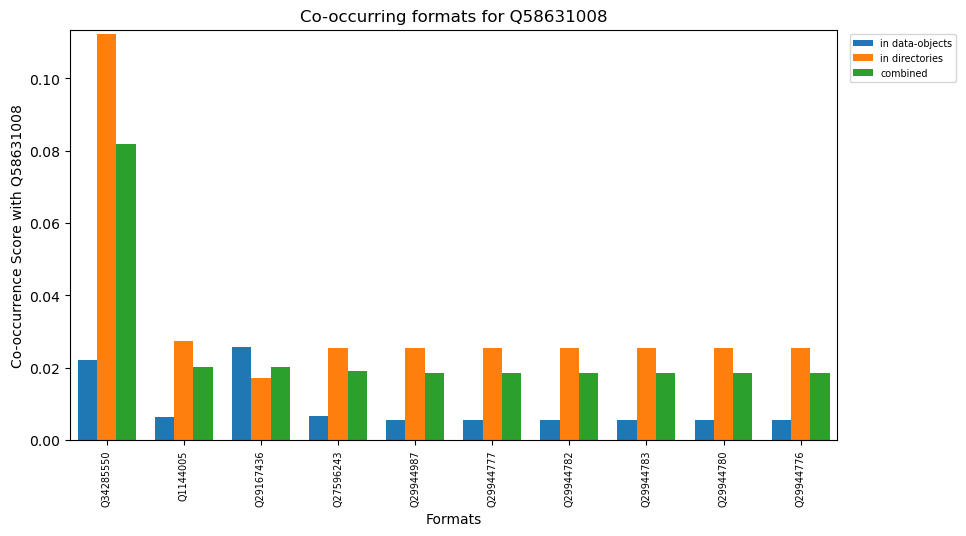 Co-occurring formats for Q58631008
in data-objects
in directories
combined
Co-occurrence Score with Q58631008
0.10
0.08
0.06
0.04
0.02
0.00
Q34285550
Q1144005
Q29167436
Q27596243
Q29944987
Q29944777
Q29944782
Q29944783
Q29944780
Q29944776
Formats